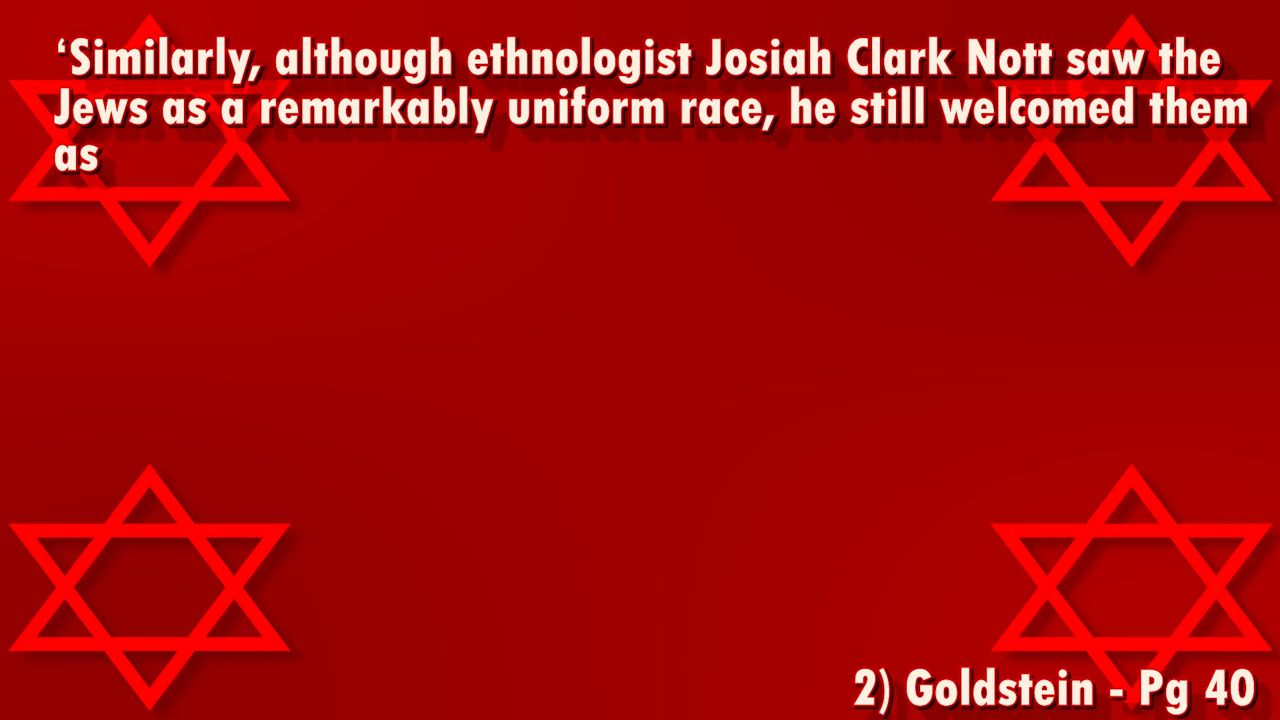 ‘Similarly, although ethnologist Josiah Clark Nott saw the
Jews as a remarkably uniform race, he still welcomed them
as
2) Goldstein - Pg 40